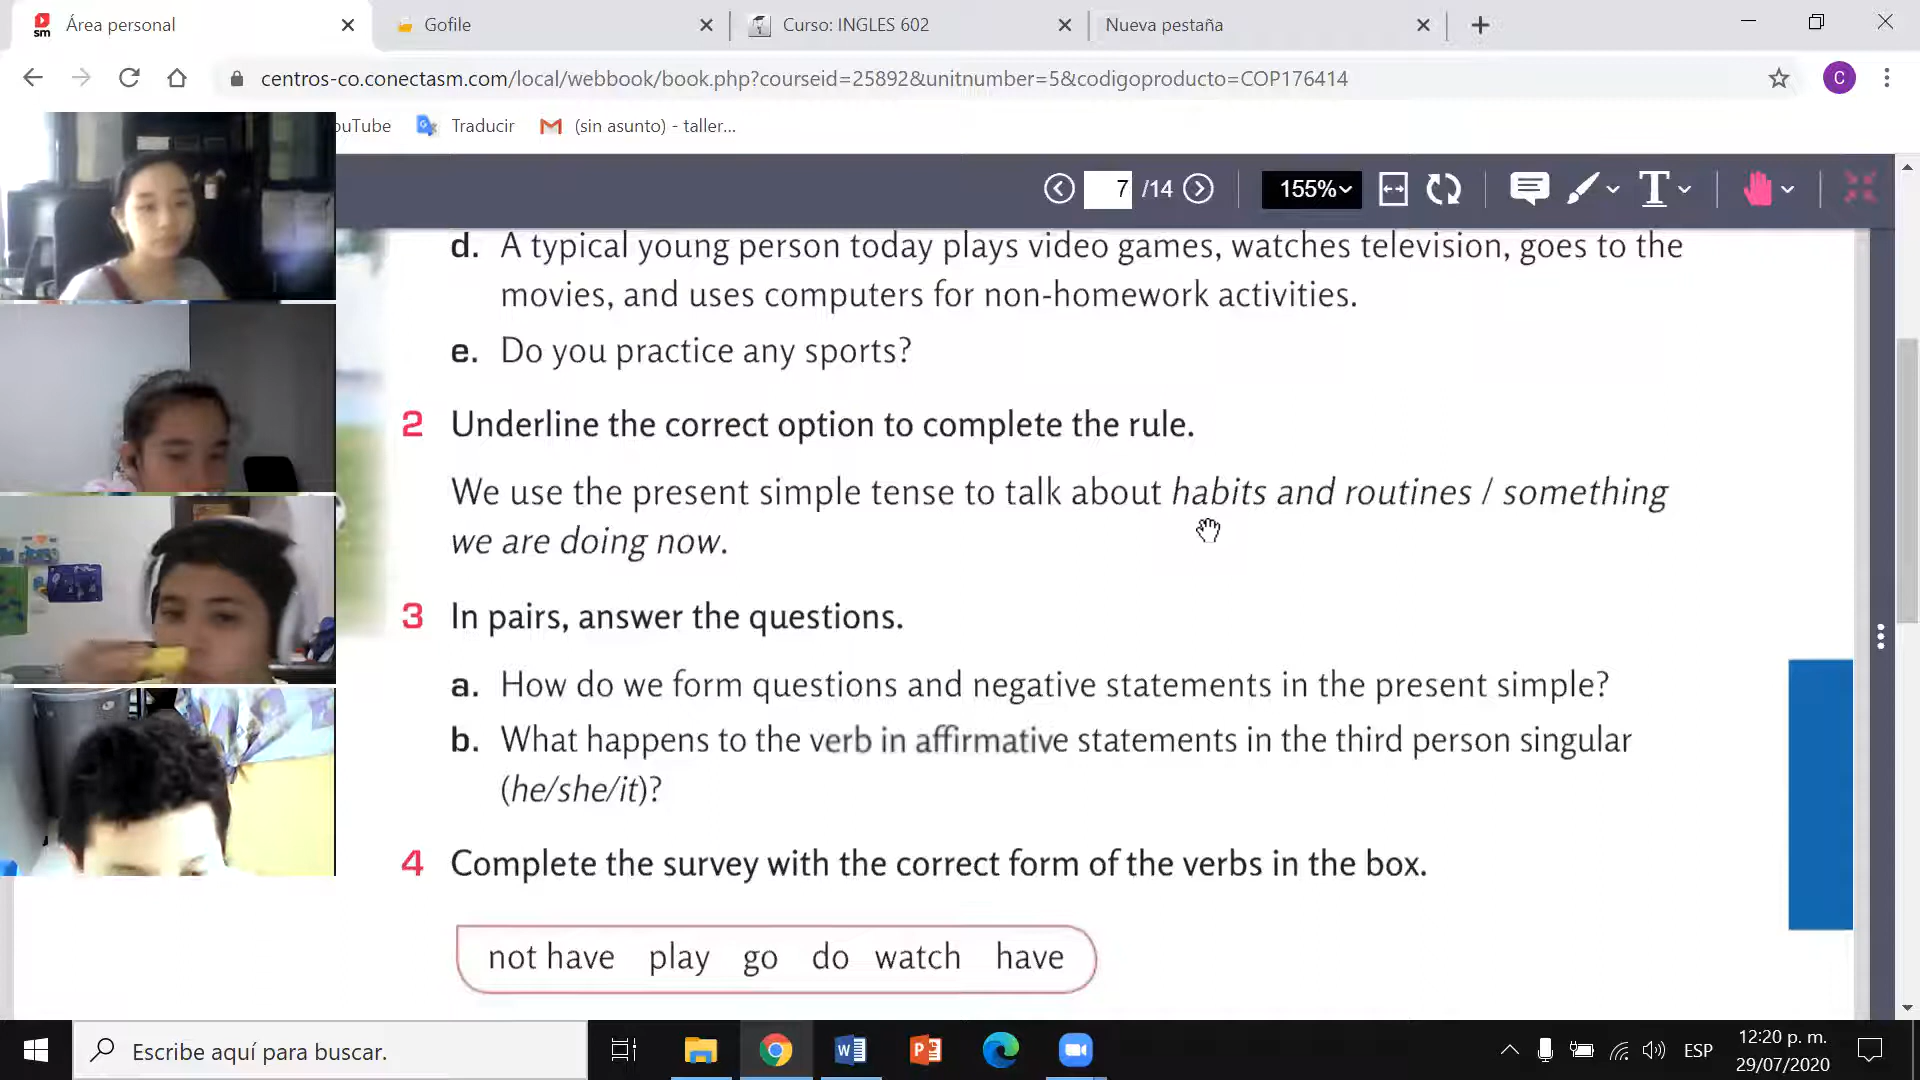 sm Área personal
Gofile
Curso: INGLES 602
Nueva pestaña
centros-co.conectasm.com/local/webbook/book.php?courseid=25892&unitnumber=5&codigoproducto=COP176414
C
ouTube
Traducir
(sin asunto) - taller...
7 /14
155%
T
d. A typical young person today plays video games, watches television, goes to the
movies, and uses computers for non-homework activities.
e. Do you practice any sports?
2 Underline the correct option to complete the rule.
We use the present simple tense to talk about habits and routines / something
we are doing now.
3 In pairs, answer the questions.
a. How do we form questions and negative statements in the present simple?
b. What happens to the verb in affirmative statements in the third person singular
(he/she/it)?
4 Complete the survey with the correct form of the verbs in the box.
not have play go do watch have
Escribe aquí para buscar.
ESP
12:20 p. m.
29/07/2020